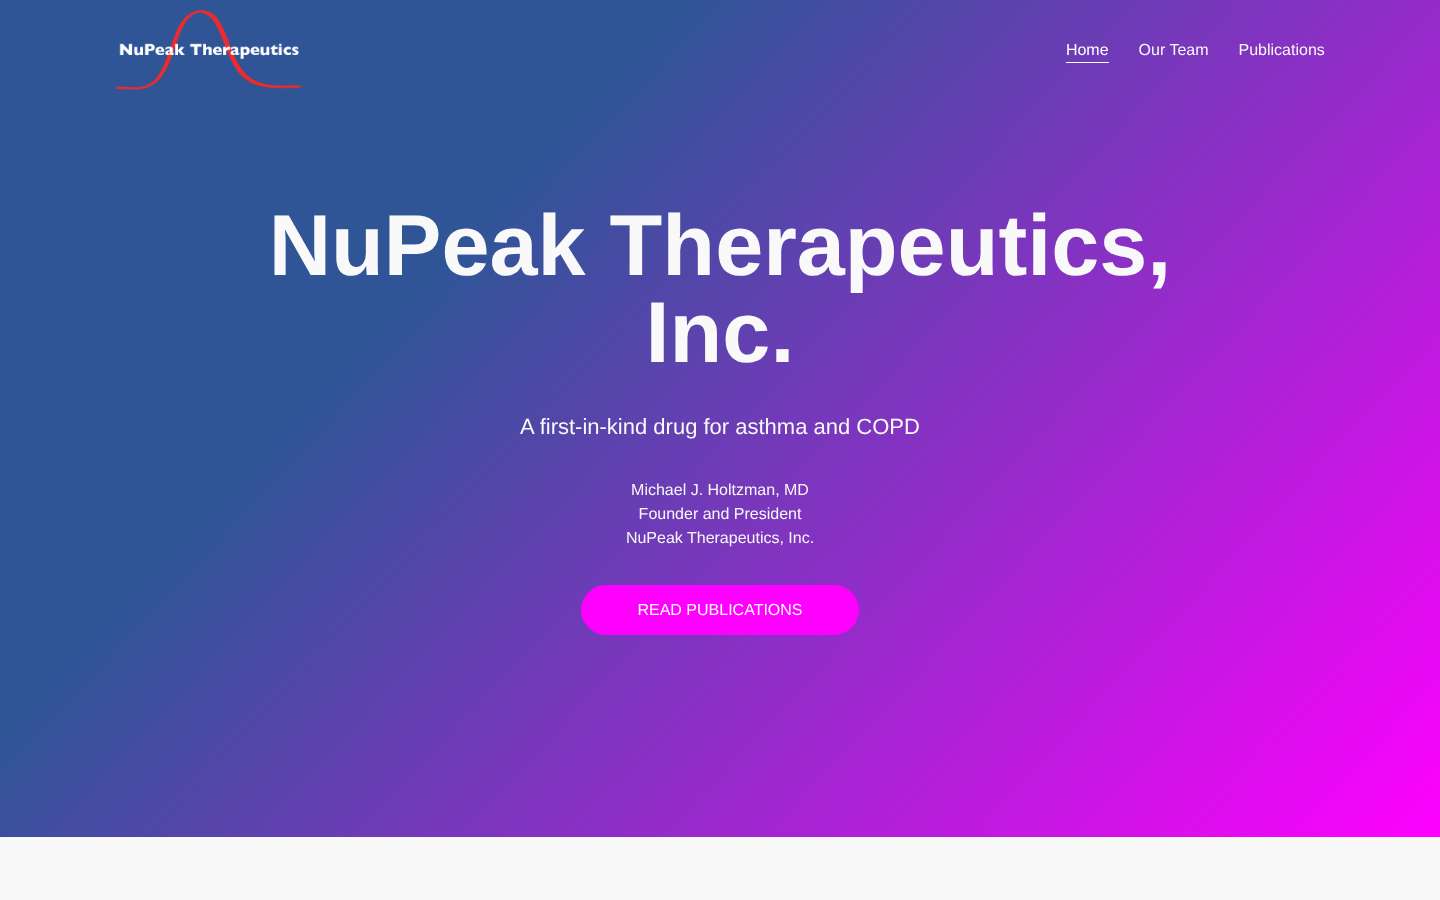 NuPeak Therapeutics
Home
Our Team
Publications
NuPeak Therapeutics,
Inc.
A first-in-kind drug for asthma and COPD
Michael J. Holtzman, MD
Founder and President
NuPeak Therapeutics, Inc.
READ PUBLICATIONS